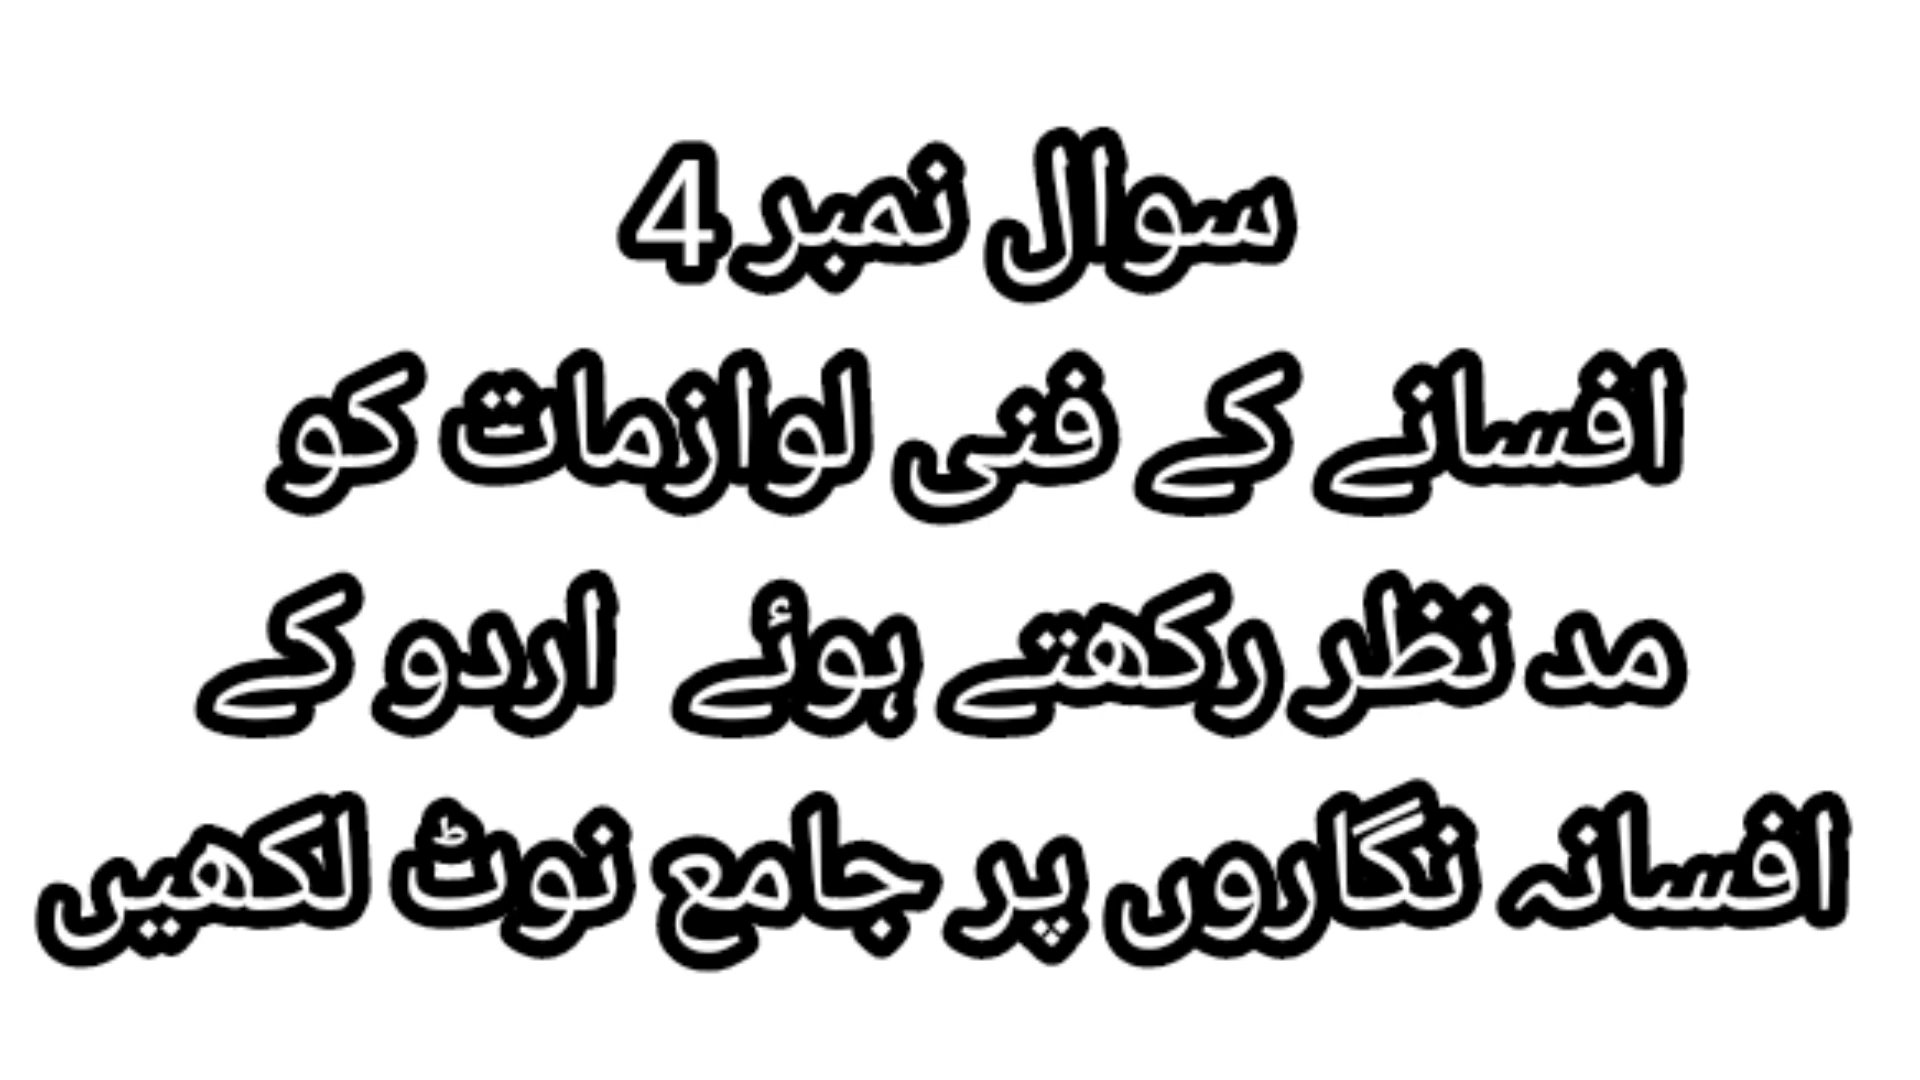 سوال نمبر 4
افسانے کے فنی لوازمات کو
مد نظر رکھتے ہوئے اردو کے
افسانہ نگاروں پر جامع نوٹ لکھیں